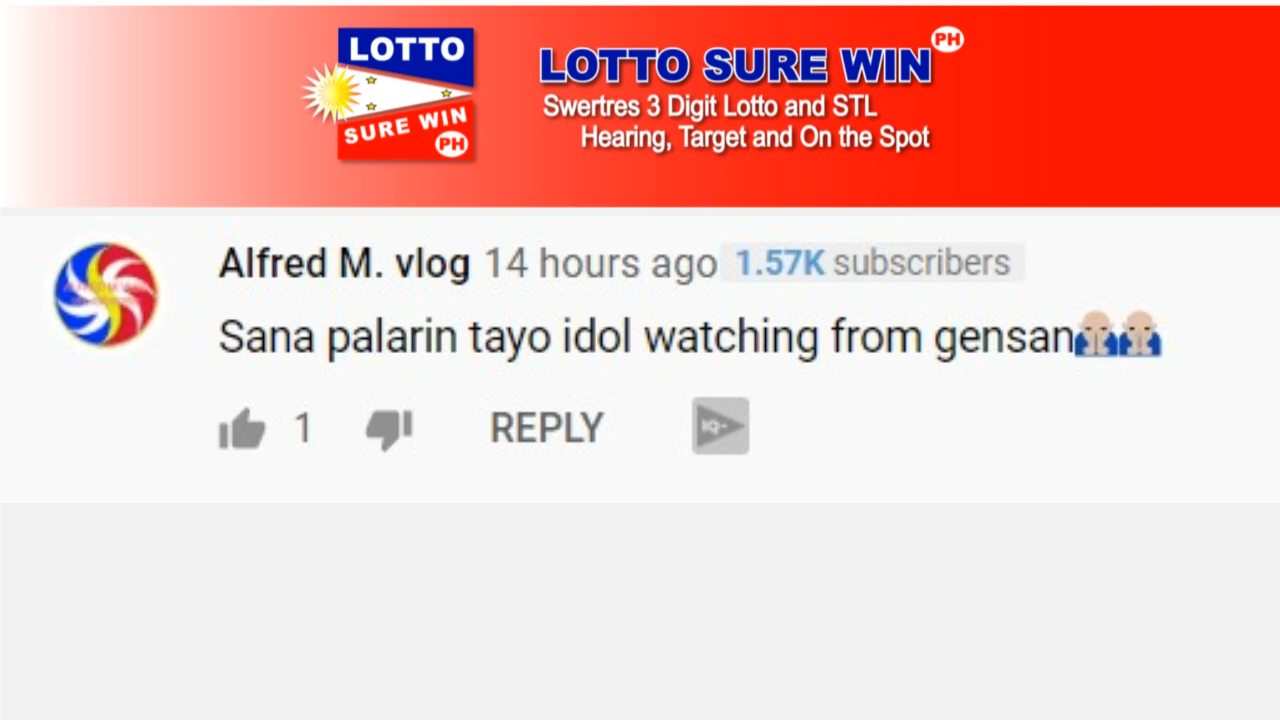 LOTTO
SURE WIN
PH
LOTTO SURE WIN PH
Swertres 3 Digit Lotto and STL
Hearing, Target and On the Spot
Alfred M. vlog 14 hours ago 1.57K subscribers
Sana palarin tayo idol watching from gensan
1 REPLY IQ